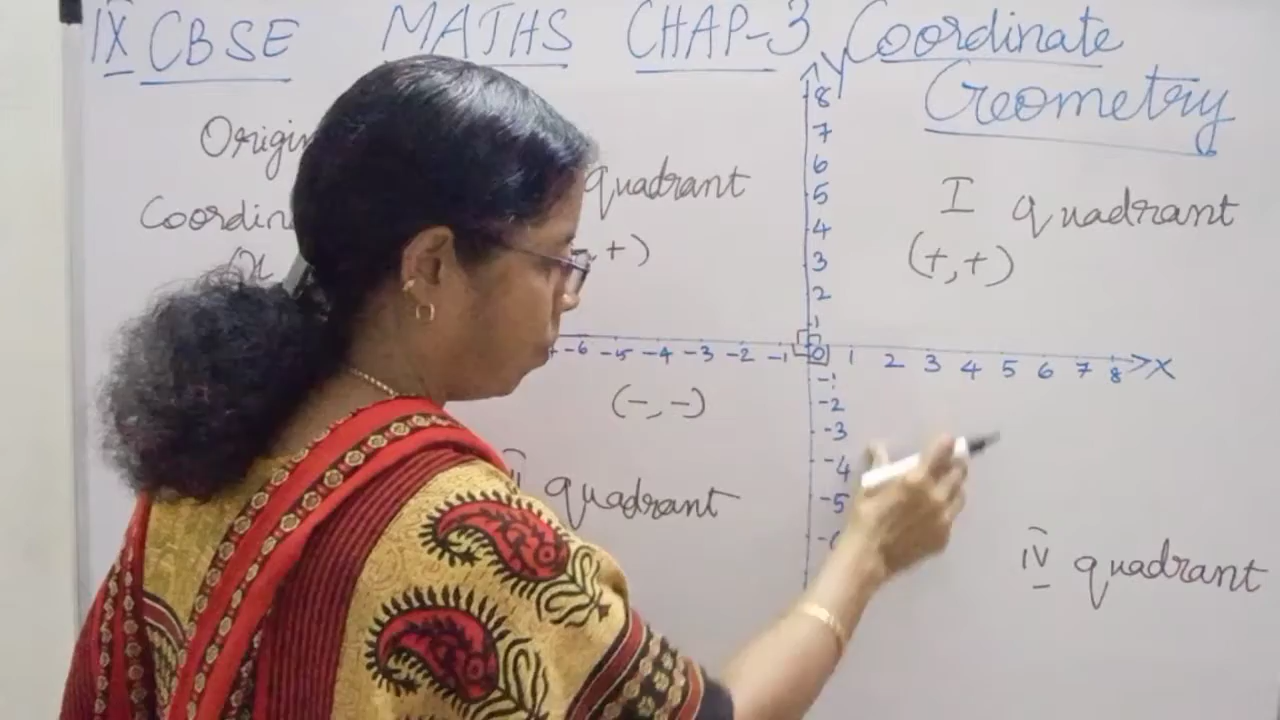 IX CBSE MATHS CHAP-3 Coordinate
Geometry
Y
8
7
6
5
4
3
2
1
Origin
quadrant
I quadrant
Coordin
, +)
(+,+)
-6 -5 -4 -3 -2 -1 0 1 2 3 4 5 6 7 8 X
-1
-2
-3
-4
-5
(-,-)
quadrant
IV quadrant